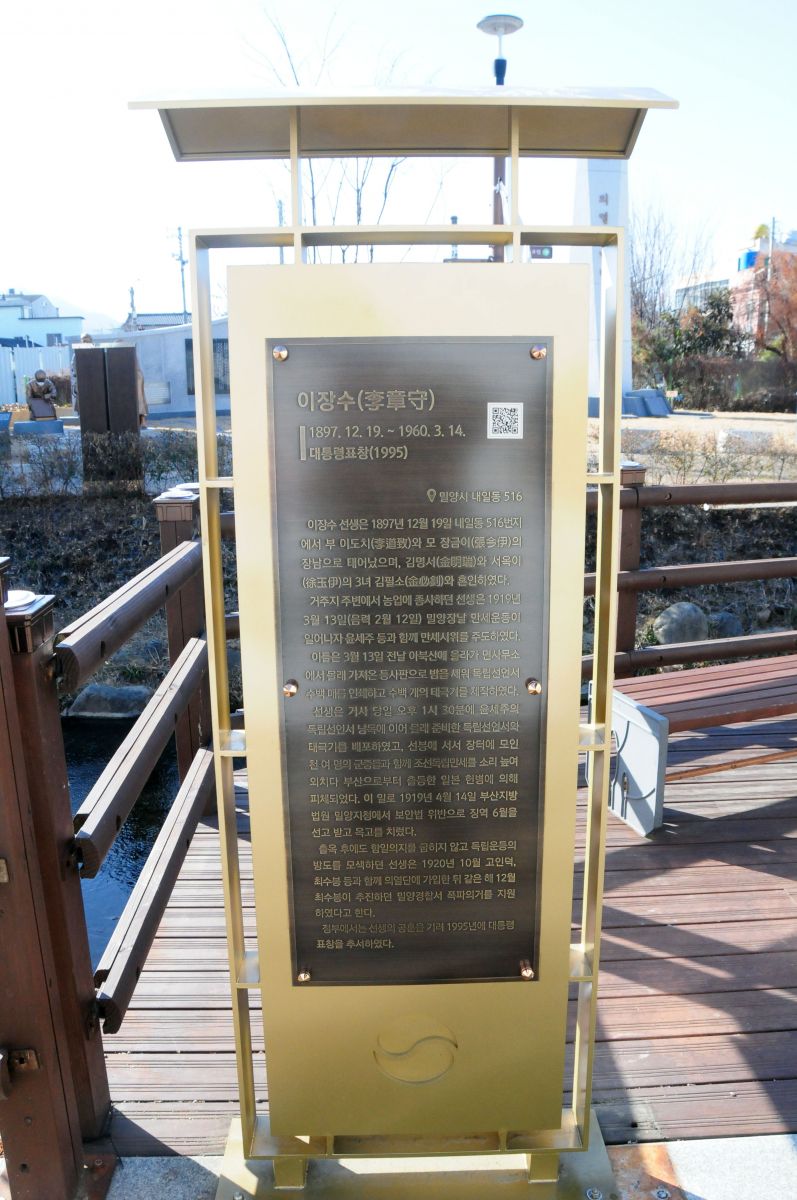 이장수(李章守)
1897. 12. 19. ~ 1960. 3. 14.
대통령표창(1995)
밀양시 내일동 516
이장수 선생은 1897년 12월 19일 내일동 516번지
에서 부 이도치(李道致)와 모 장금이(張今伊)의
장남으로 태어났으며, 김명서(金明瑞)와 서옥이
(徐玉伊)의 3녀 김필소(金必劍)와 혼인하였다.
거주지 주변에서 농업에 종사하던 선생은 1919년
3월 13일(음력 2월 12일) 밀양장날 만세운동이
일어나자 윤세주 등과 함께 만세시위를 주도하였다.
이들은 3월 13일 전날 아북산에 올라가 면사무소
에서 몰래 가져온 등사판으로 밤을 새워 독립선언서
수백 매를 인쇄하고 수백 개의 태극기를 제작하였다.
선생은 거사 당일 오후 1시 30분에 윤세주의
독립선언서 낭독에 이어 몰래 준비한 독립선언서와
태극기를 배포하였고, 선봉에 서서 장터에 모인
천 여 명의 군중들과 함께 조선독립만세를 소리 높여
외치다 부산으로부터 출동한 일본 헌병에 의해
피체되었다. 이 일로 1919년 4월 14일 부산지방
법원 밀양지청에서 보안법 위반으로 징역 6월을
선고 받고 옥고를 치렀다.
출옥 후에도 항일의지를 굽히지 않고 독립운동의
방도를 모색하던 선생은 1920년 10월 고인덕,
최수봉 등과 함께 의열단에 가입한 뒤 같은 해 12월
최수봉이 추진하던 밀양경찰서 폭파의거를 지원
하였다고 한다.
정부에서는 선생의 공훈을 기려 1995년에 대통령
표창을 추서하였다.
의열